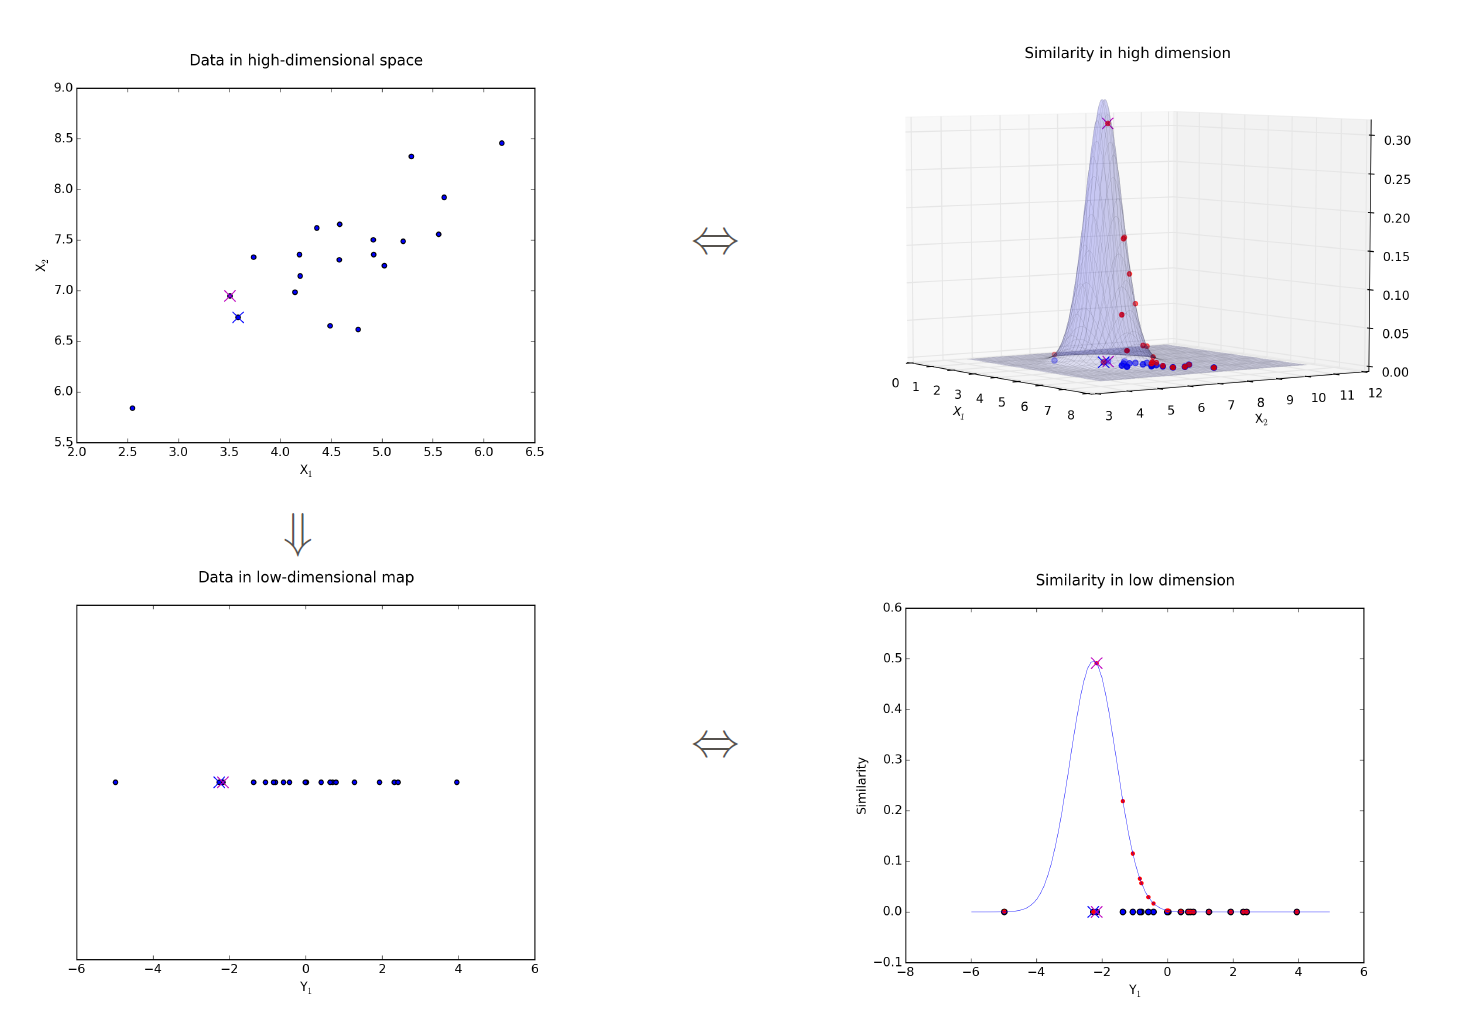 Data in high-dimensional space
9.0
8.5
8.0
7.5
7.0
6.5
6.0
5.5
X2
2.0 2.5 3.0 3.5 4.0 4.5 5.0 5.5 6.0 6.5
X1
Similarity in high dimension
0.30
0.25
0.20
0.15
0.10
0.05
0.00
0 1 2 3 4 5 6 7 8
X1
3 4 5 6 7 8 9 10 11 12
X2
Data in low-dimensional map
−6 −4 −2 0 2 4 6
Y1
Similarity in low dimension
0.6
0.5
0.4
0.3
0.2
0.1
0.0
−0.1
Similarity
−8 −6 −4 −2 0 2 4 6
Y1